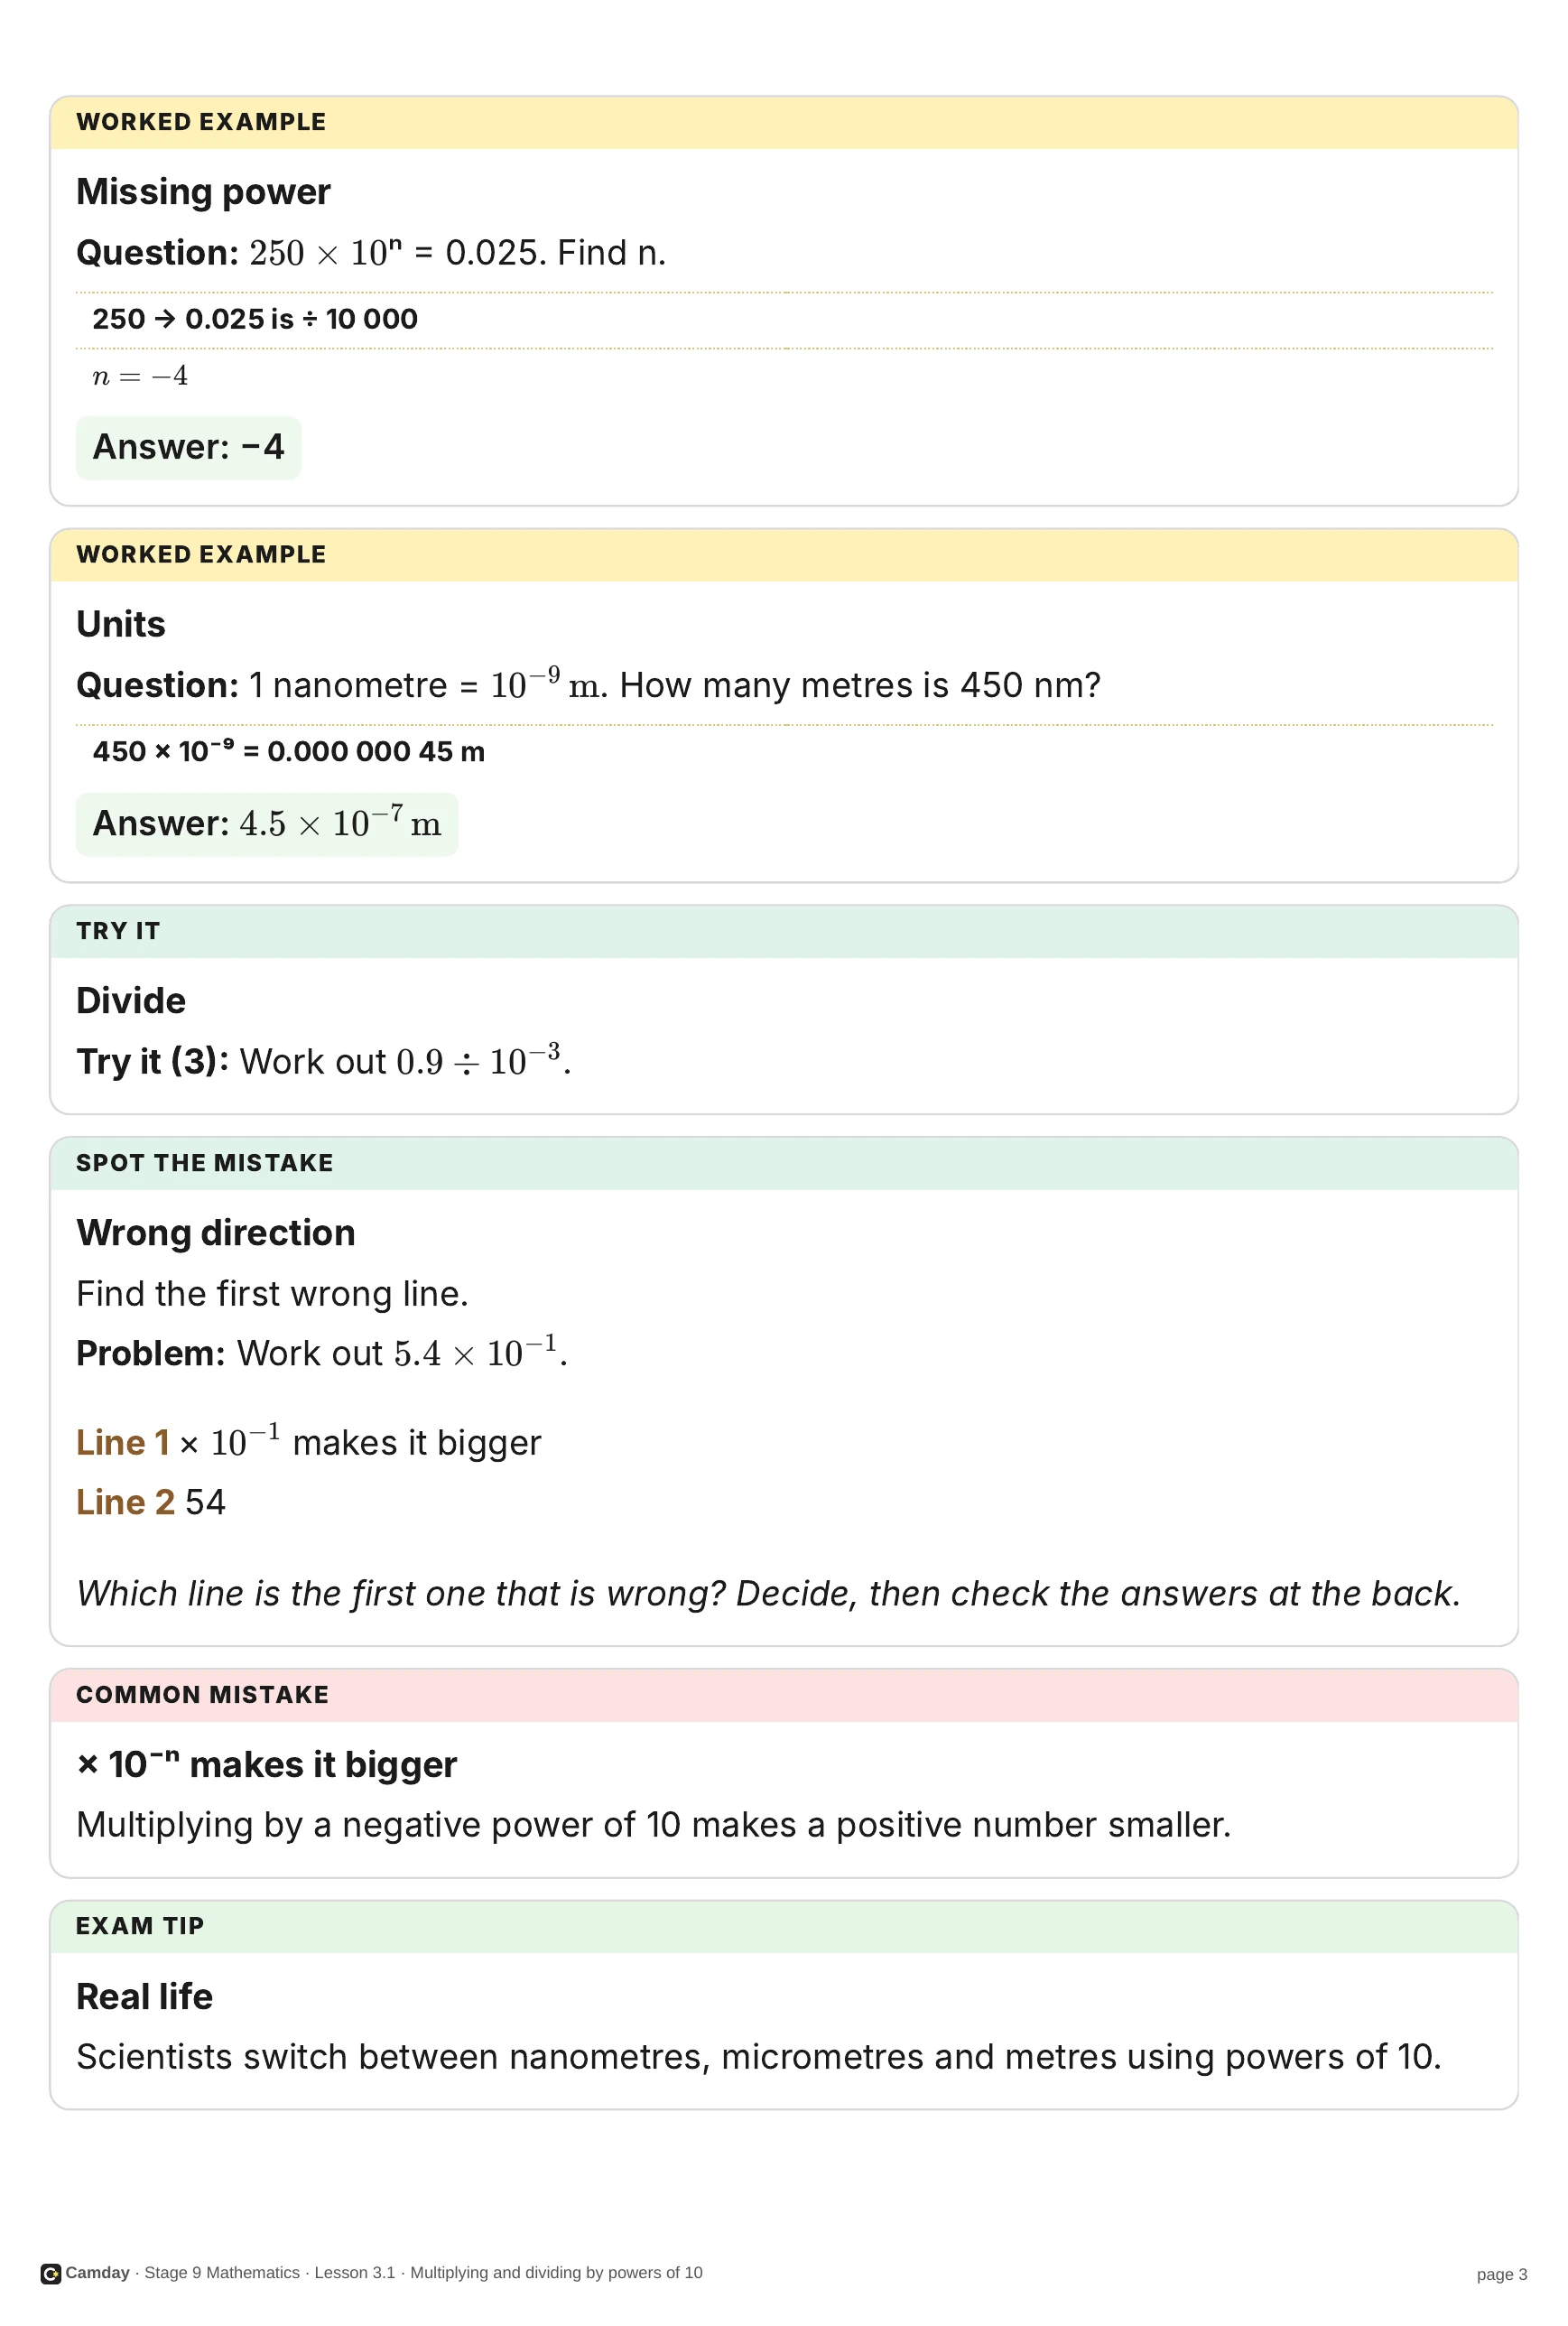 WORKED EXAMPLE
Missing power
Question: 250 × 10ⁿ = 0.025. Find n.
250 → 0.025 is ÷ 10 000
n = −4
Answer: −4
WORKED EXAMPLE
Units
Question: 1 nanometre = 10⁻⁹ m. How many metres is 450 nm?
450 × 10⁻⁹ = 0.000 000 45 m
Answer: 4.5 × 10⁻⁷ m
TRY IT
Divide
Try it (3): Work out 0.9 ÷ 10⁻³.
SPOT THE MISTAKE
Wrong direction
Find the first wrong line.
Problem: Work out 5.4 × 10⁻¹.
Line 1 × 10⁻¹ makes it bigger
Line 2 54
Which line is the first one that is wrong? Decide, then check the answers at the back.
COMMON MISTAKE
× 10⁻ⁿ makes it bigger
Multiplying by a negative power of 10 makes a positive number smaller.
EXAM TIP
Real life
Scientists switch between nanometres, micrometres and metres using powers of 10.
Camday · Stage 9 Mathematics · Lesson 3.1 · Multiplying and dividing by powers of 10
page 3